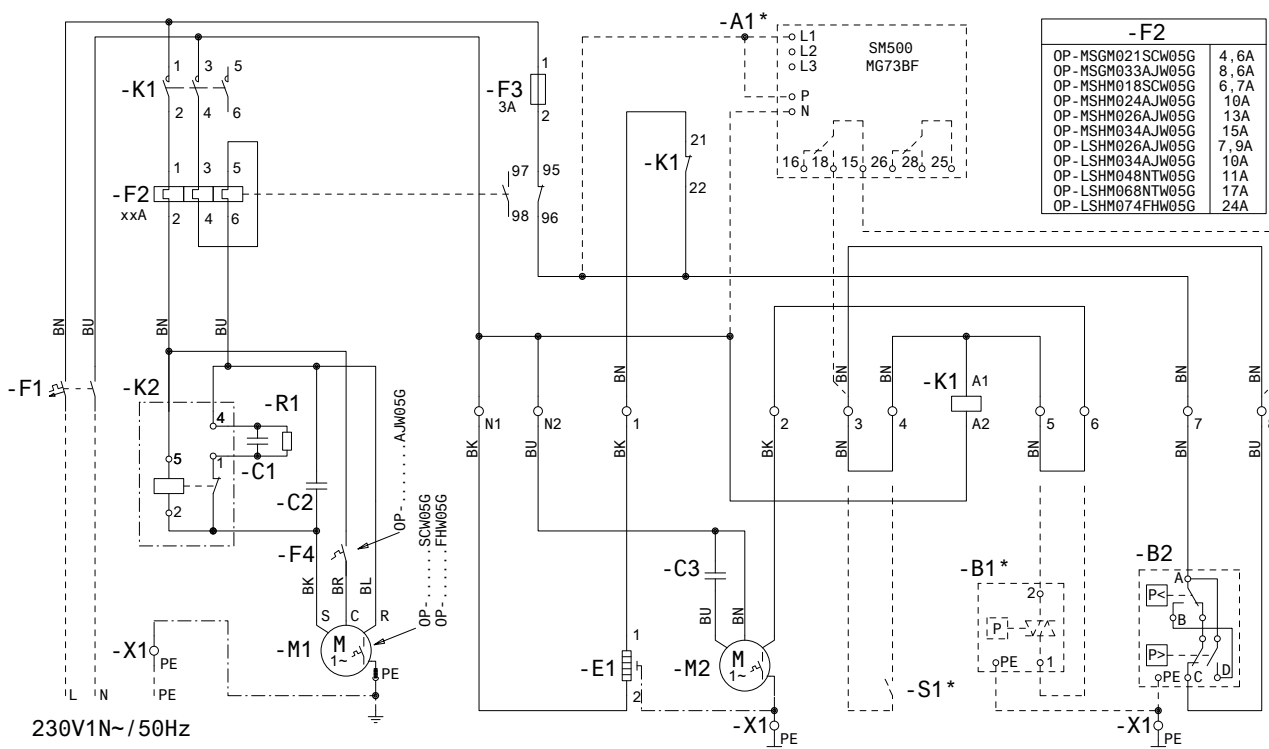 -A1*
L1
L2
L3
P
N
SM500
MG73BF
16 18 15 26 28 25
-F2
OP-MSGM021SCW05G 4,6A
OP-MSGM033AJW05G 8,6A
OP-MSHM018SCW05G 6,7A
OP-MSHM024AJW05G 10A
OP-MSHM026AJW05G 13A
OP-MSHM034AJW05G 15A
OP-LSHM026AJW05G 7,9A
OP-LSHM034AJW05G 10A
OP-LSHM048NTW05G 11A
OP-LSHM068NTW05G 17A
OP-LSHM074FHW05G 24A
1 3 5
-K1
2 4 6
1
-F3
3A
2
21
-K1
22
1 3 5
-F2
xxA
2 4 6
97 95
98 96
BN BU BN BU
-F1
-K2
4
5
1
2
-R1
-C1
-C2
-F4
OP-.......AJW05G
OP-.......SCW05G
OP-.......FHW05G
BK BR BL
S C R
-M1
M
1~
PE
-X1
PE
L N PE
230V1N~/50Hz
N1 N2 1 2 3 4 5 6 7 8
BN BN BN BN BN BN
-K1
A1
A2
BK BU BK BK BN BN BU BN BU
-C3
BU BN
-M2
M
1~
1
-E1
2
-X1
PE
-S1*
-B1*
2
P
PE 1
-B2
A
P<
B
P>
PE C D
-X1
PE